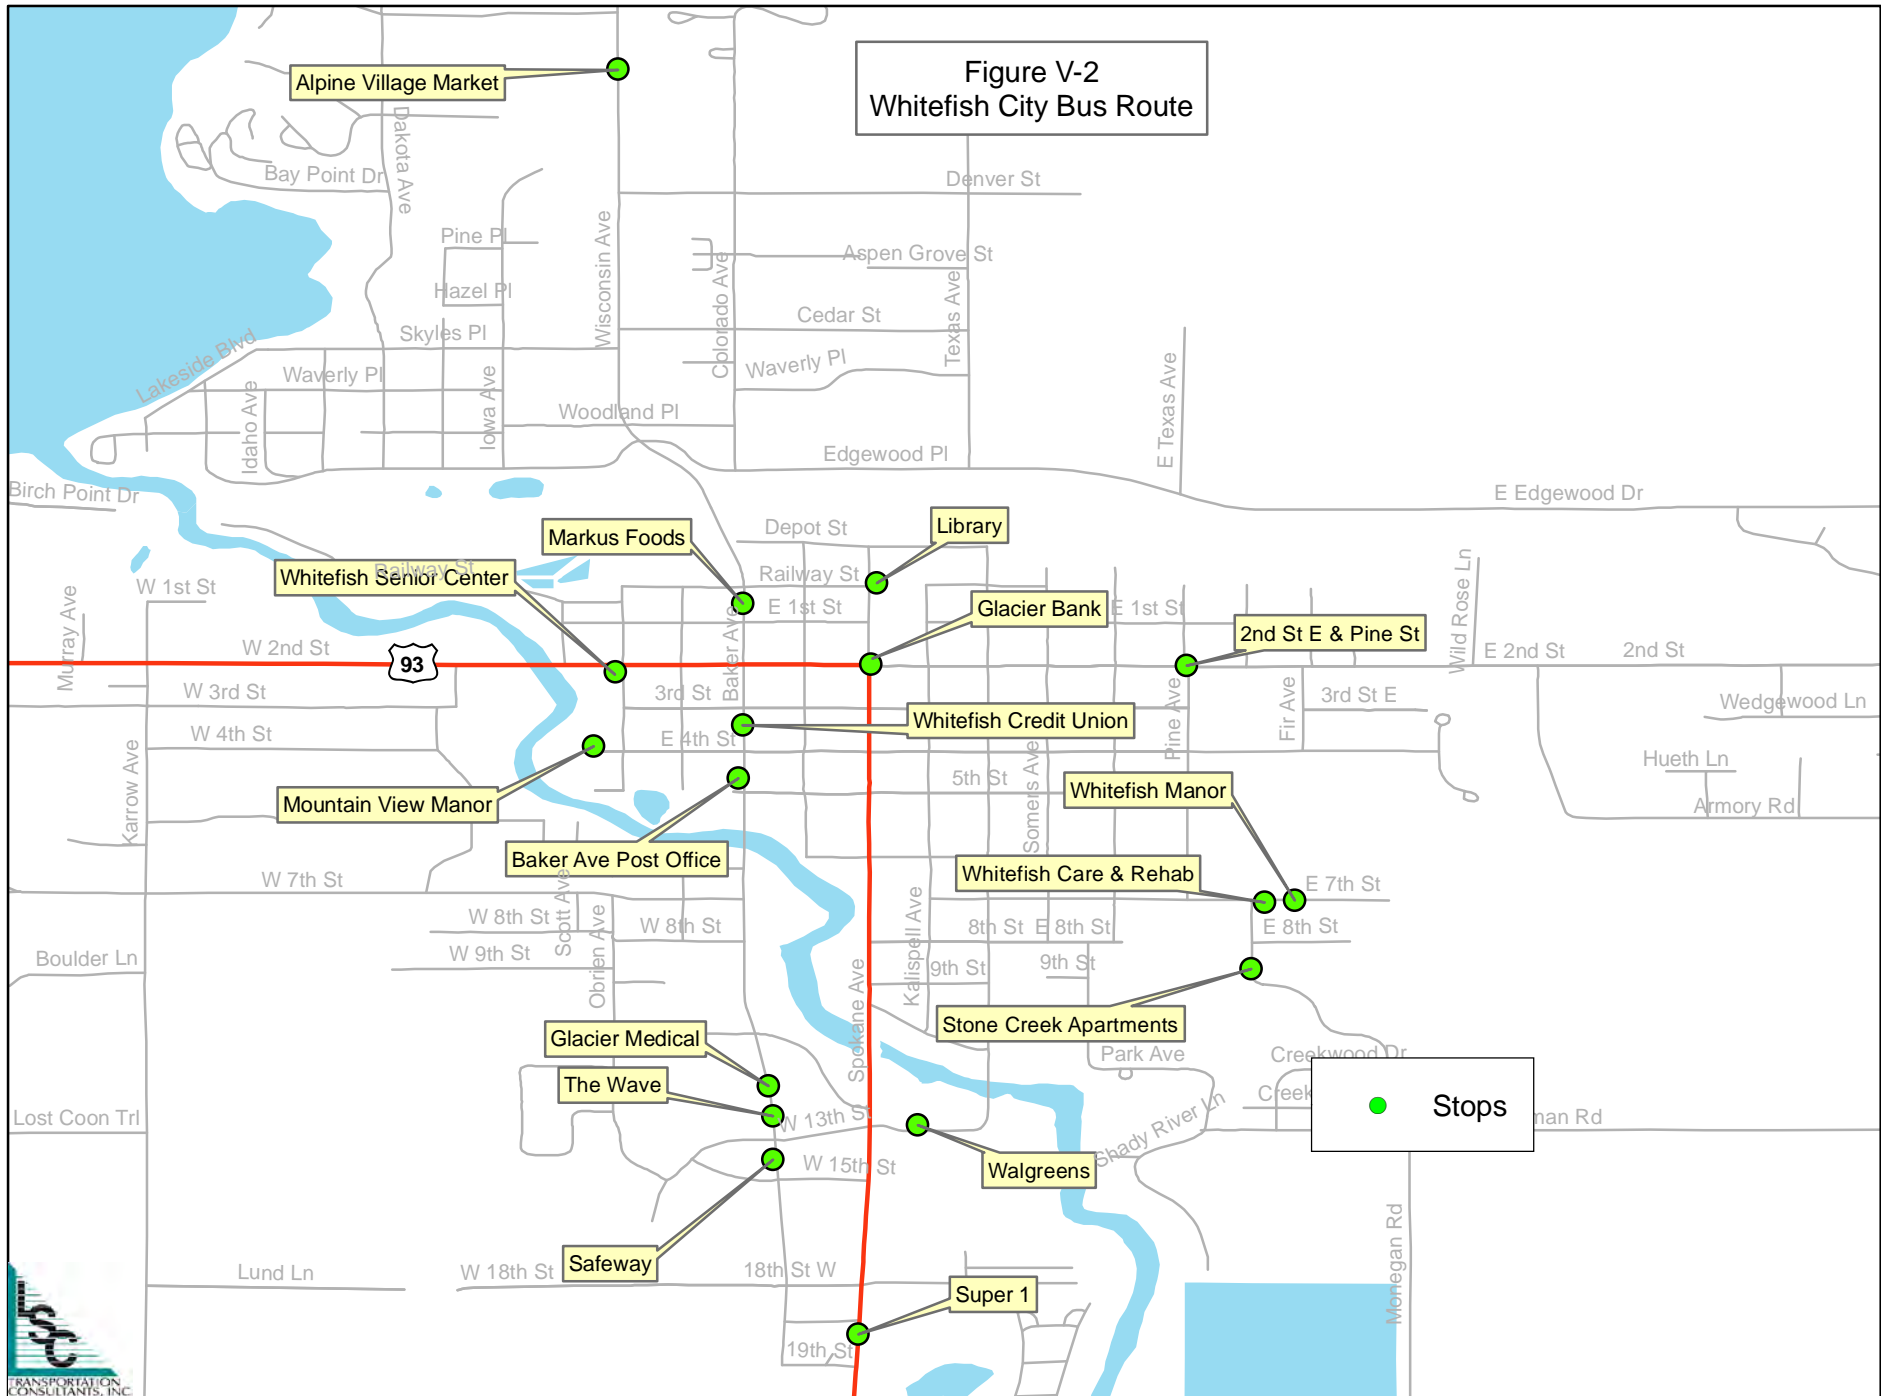 Figure V-2
Whitefish City Bus Route
Alpine Village Market
Dakota Ave
Bay Point Dr
Denver St
Wisconsin Ave
Pine Pl
Aspen Grove St
Colorado Ave
Texas Ave
Hazel Pl
Cedar St
Skyles Pl
Lakeside Blvd
Waverly Pl
Waverly Pl
Idaho Ave
Iowa Ave
E Texas Ave
Woodland Pl
Edgewood Pl
Birch Point Dr
E Edgewood Dr
Markus Foods
Depot St
Library
Whitefish Senior Center
Railway St
Railway St
W 1st St
E 1st St
Glacier Bank
E 1st St
Murray Ave
Baker Ave
2nd St E & Pine St
Wild Rose Ln
W 2nd St
93
E 2nd St
2nd St
W 3rd St
3rd St
Pine Ave
Fir Ave
3rd St E
Wedgewood Ln
Whitefish Credit Union
W 4th St
E 4th St
Karrow Ave
Somers Ave
Hueth Ln
Mountain View Manor
5th St
Whitefish Manor
Armory Rd
Baker Ave Post Office
Whitefish Care & Rehab
W 7th St
E 7th St
Scott Ave
Obrien Ave
Kalispell Ave
W 8th St
W 8th St
8th St
E 8th St
E 8th St
Boulder Ln
W 9th St
9th St
9th St
Spokane Ave
Stone Creek Apartments
Glacier Medical
Park Ave
Creekwood Dr
The Wave
Creek
Stops
man Rd
Lost Coon Trl
W 13th St
Shady River Ln
W 15th St
Walgreens
Monegan Rd
Safeway
Lund Ln
W 18th St
18th St W
Super 1
19th St
LSC
TRANSPORTATION
CONSULTANTS, INC.